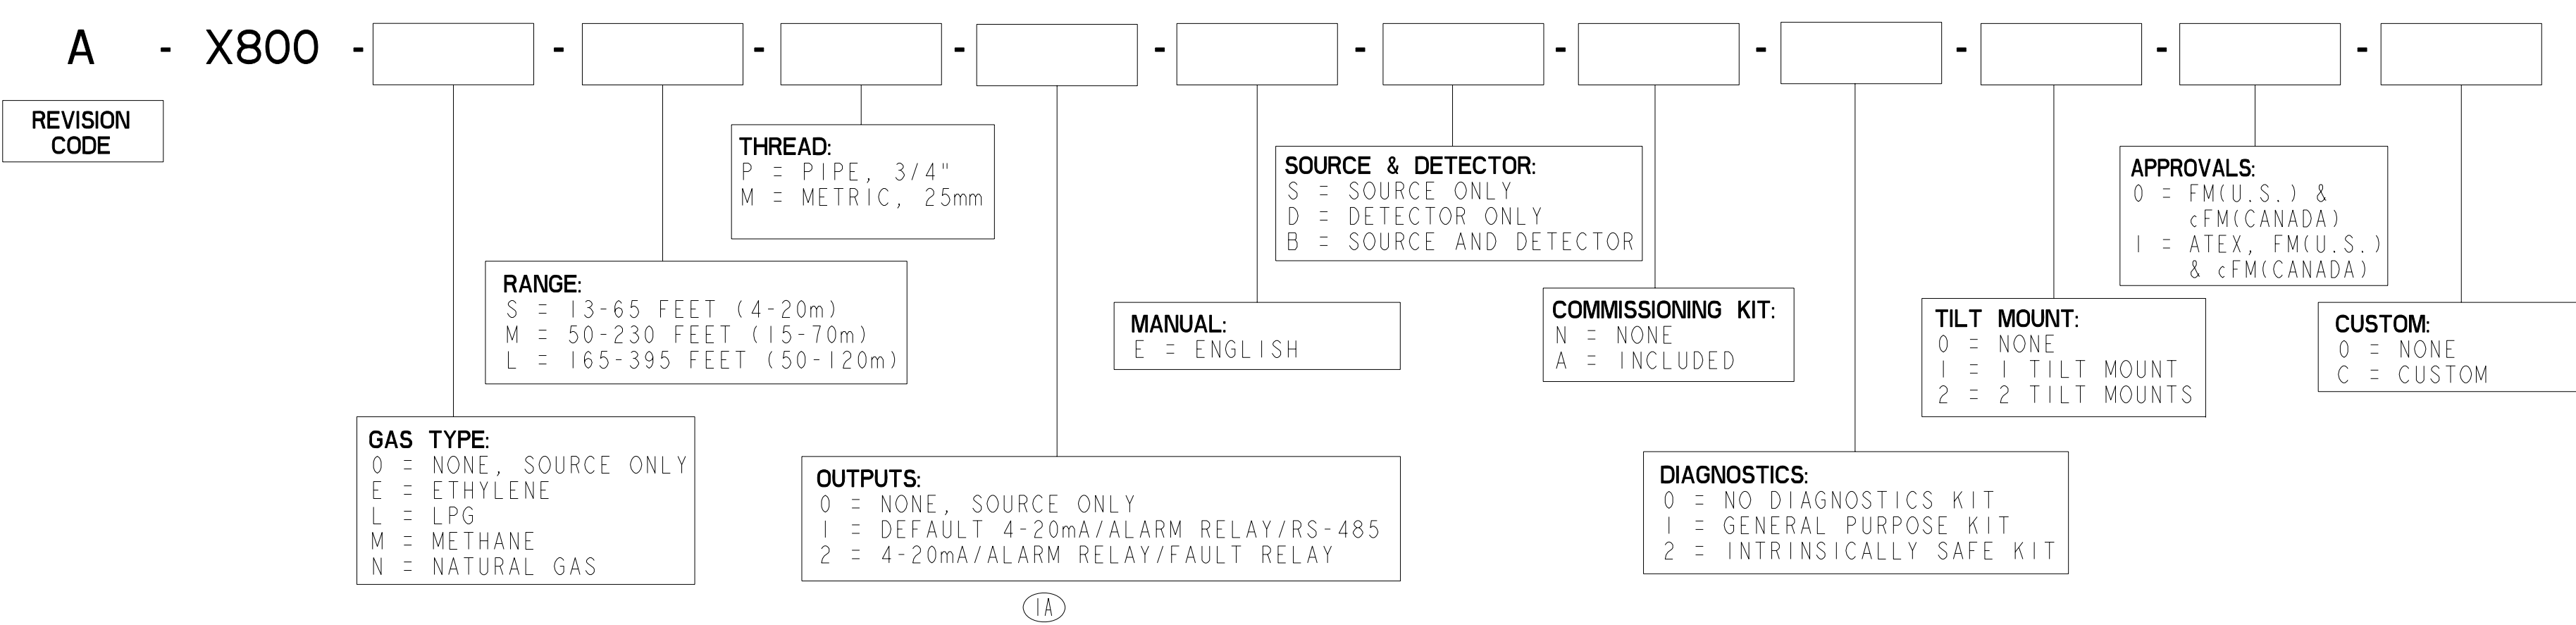 A - X800 - - - - - - - - - - -
REVISION
CODE
GAS TYPE:
0 = NONE, SOURCE ONLY
E = ETHYLENE
L = LPG
M = METHANE
N = NATURAL GAS
RANGE:
S = 13-65 FEET (4-20m)
M = 50-230 FEET (15-70m)
L = 165-395 FEET (50-120m)
THREAD:
P = PIPE, 3/4"
M = METRIC, 25mm
OUTPUTS:
0 = NONE, SOURCE ONLY
1 = DEFAULT 4-20mA/ALARM RELAY/RS-485
2 = 4-20mA/ALARM RELAY/FAULT RELAY
1A
MANUAL:
E = ENGLISH
SOURCE & DETECTOR:
S = SOURCE ONLY
D = DETECTOR ONLY
B = SOURCE AND DETECTOR
COMMISSIONING KIT:
N = NONE
A = INCLUDED
DIAGNOSTICS:
0 = NO DIAGNOSTICS KIT
1 = GENERAL PURPOSE KIT
2 = INTRINSICALLY SAFE KIT
TILT MOUNT:
0 = NONE
1 = 1 TILT MOUNT
2 = 2 TILT MOUNTS
APPROVALS:
0 = FM(U.S.) &
cFM(CANADA)
1 = ATEX, FM(U.S.)
& cFM(CANADA)
CUSTOM:
0 = NONE
C = CUSTOM